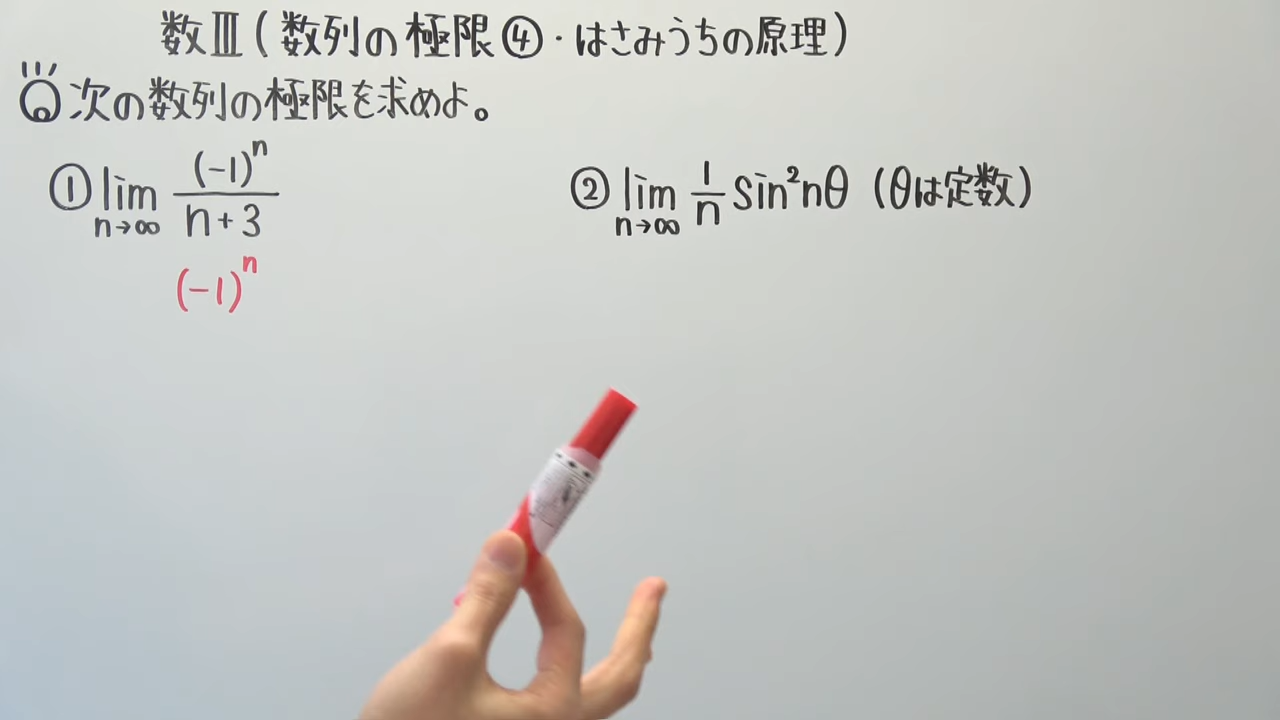 数Ⅲ(数列の極限④・はさみうちの原理)
次の数列の極限を求めよ。
① lim n→∞ (-1)^n / n+3
② lim n→∞ 1/n sin²nθ (θは定数)
(-1)^n